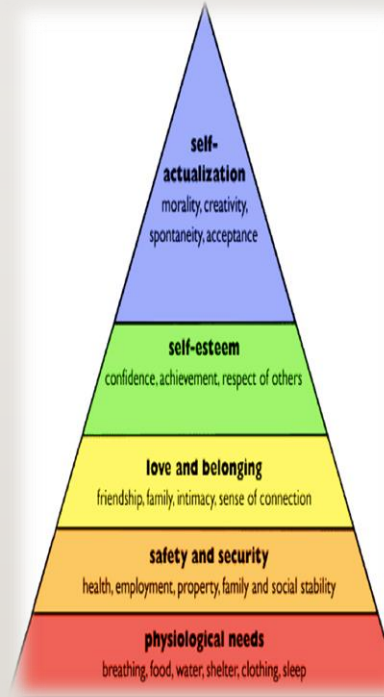 self-
actualization
morality, creativity,
spontaneity, acceptance
self-esteem
confidence, achievement, respect of others
love and belonging
friendship, family, intimacy, sense of connection
safety and security
health, employment, property, family and social stability
physiological needs
breathing, food, water, shelter, clothing, sleep